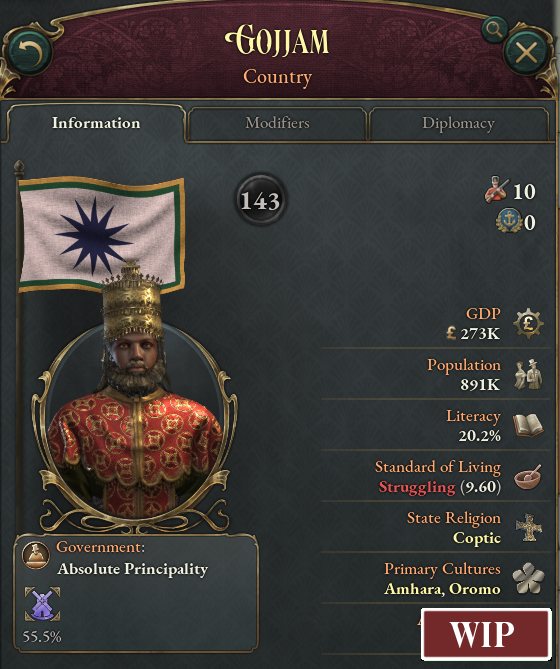 Gojjam
Country
Information
Modifiers
Diplomacy
143
10
0
GDP
£ 273K
Population
891K
Literacy
20.2%
Standard of Living
Struggling (9.60)
State Religion
Coptic
Government:
Absolute Principality
Primary Cultures
Amhara, Oromo
55.5%
WIP